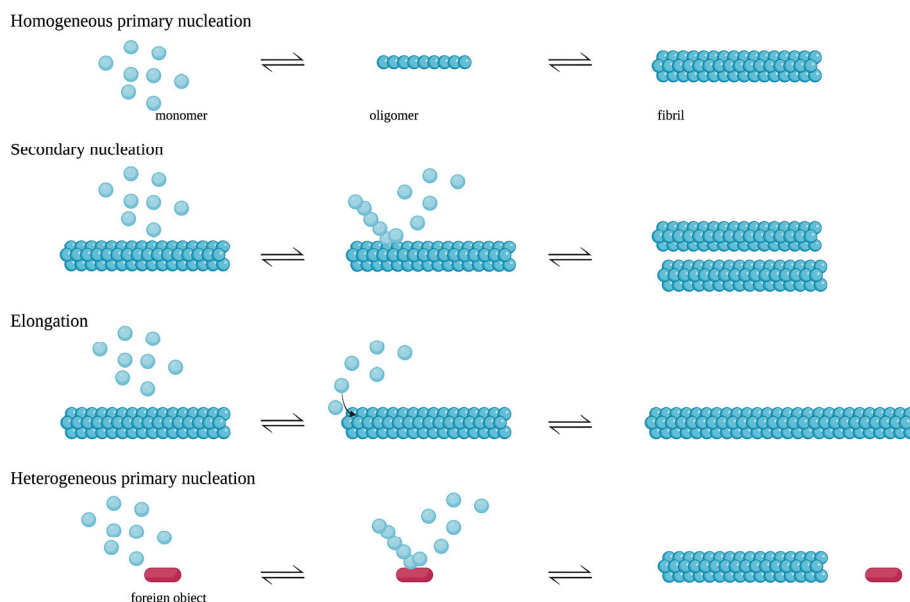 Homogeneous primary nucleation
monomer
oligomer
fibril
Secondary nucleation
Elongation
Heterogeneous primary nucleation
foreign object